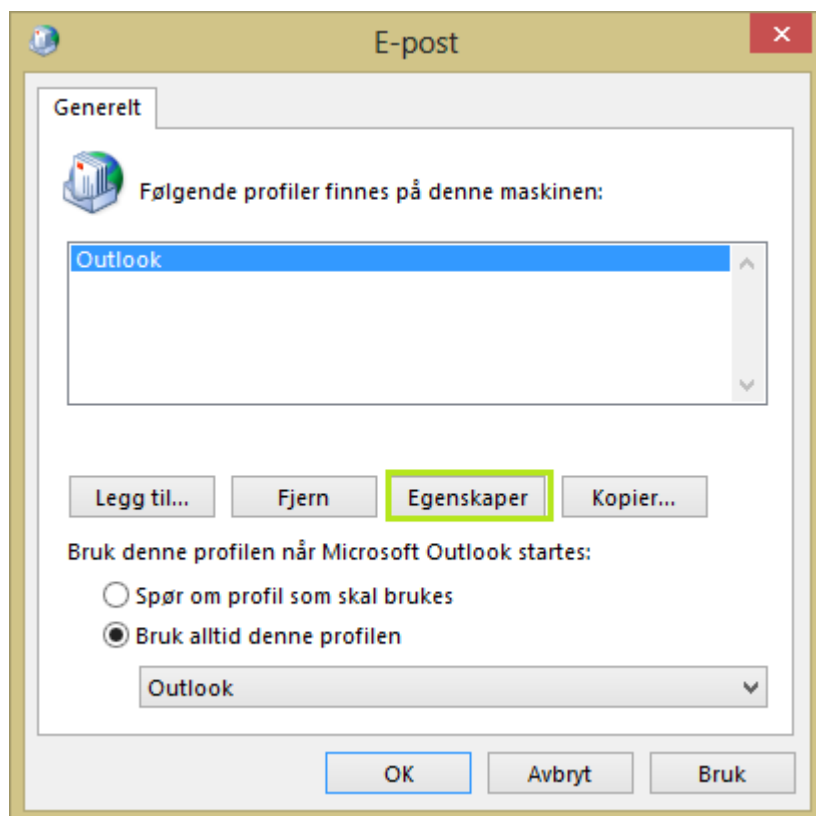 E-post
Generelt
Følgende profiler finnes på denne maskinen:
Outlook
Legg til... Fjern Egenskaper Kopier...
Bruk denne profilen når Microsoft Outlook startes:
Spør om profil som skal brukes
Bruk alltid denne profilen
Outlook
OK Avbryt Bruk